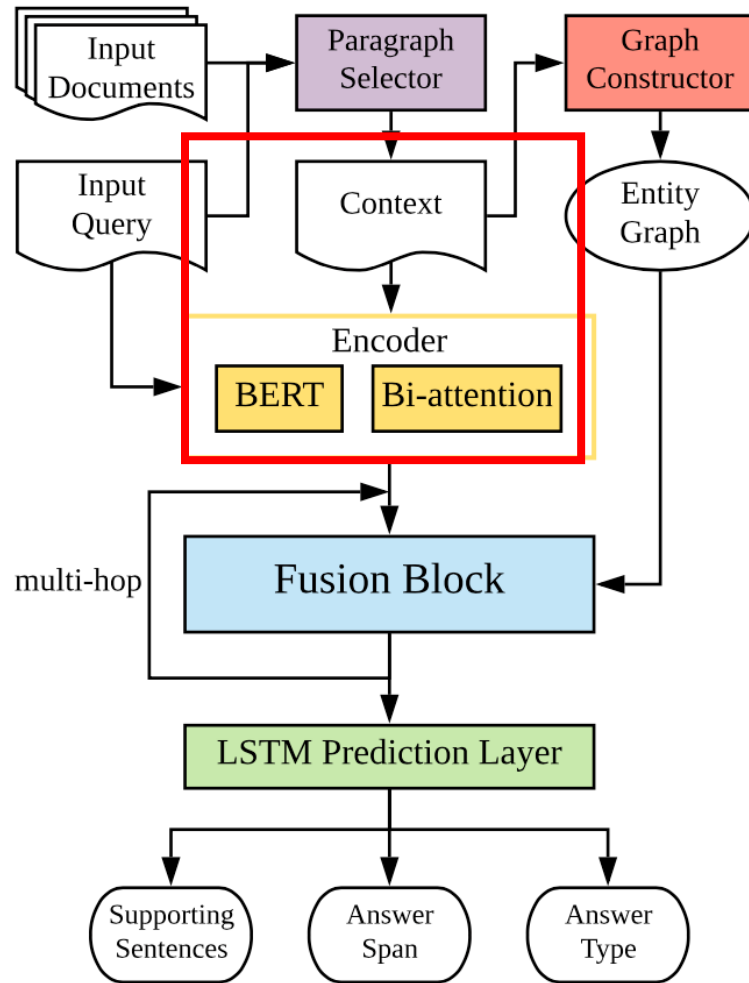 Input
Documents
Paragraph
Selector
Graph
Constructor
Input
Query
Context
Entity
Graph
Encoder
BERT
Bi-attention
multi-hop
Fusion Block
LSTM Prediction Layer
Supporting
Sentences
Answer
Span
Answer
Type